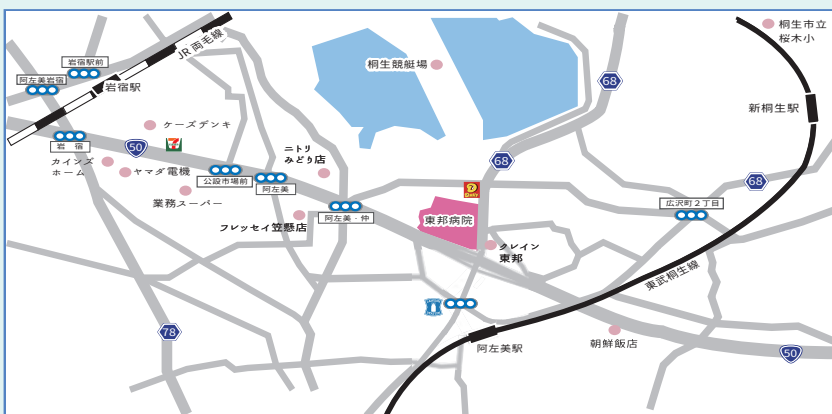 桐生市立
桜木小
JR両毛線
岩宿駅前
阿左美岩宿
岩宿駅
桐生競艇場
68
新桐生駅
ケーズデンキ
50
岩 宿
カインズ
ホーム
ヤマダ電機
公設市場前
阿左美
ニトリ
みどり店
68
68
業務スーパー
フレッセイ笠懸店
阿左美・仲
東邦病院
広沢町2丁目
クレイン
東邦
東武桐生線
78
阿左美駅
朝鮮飯店
50